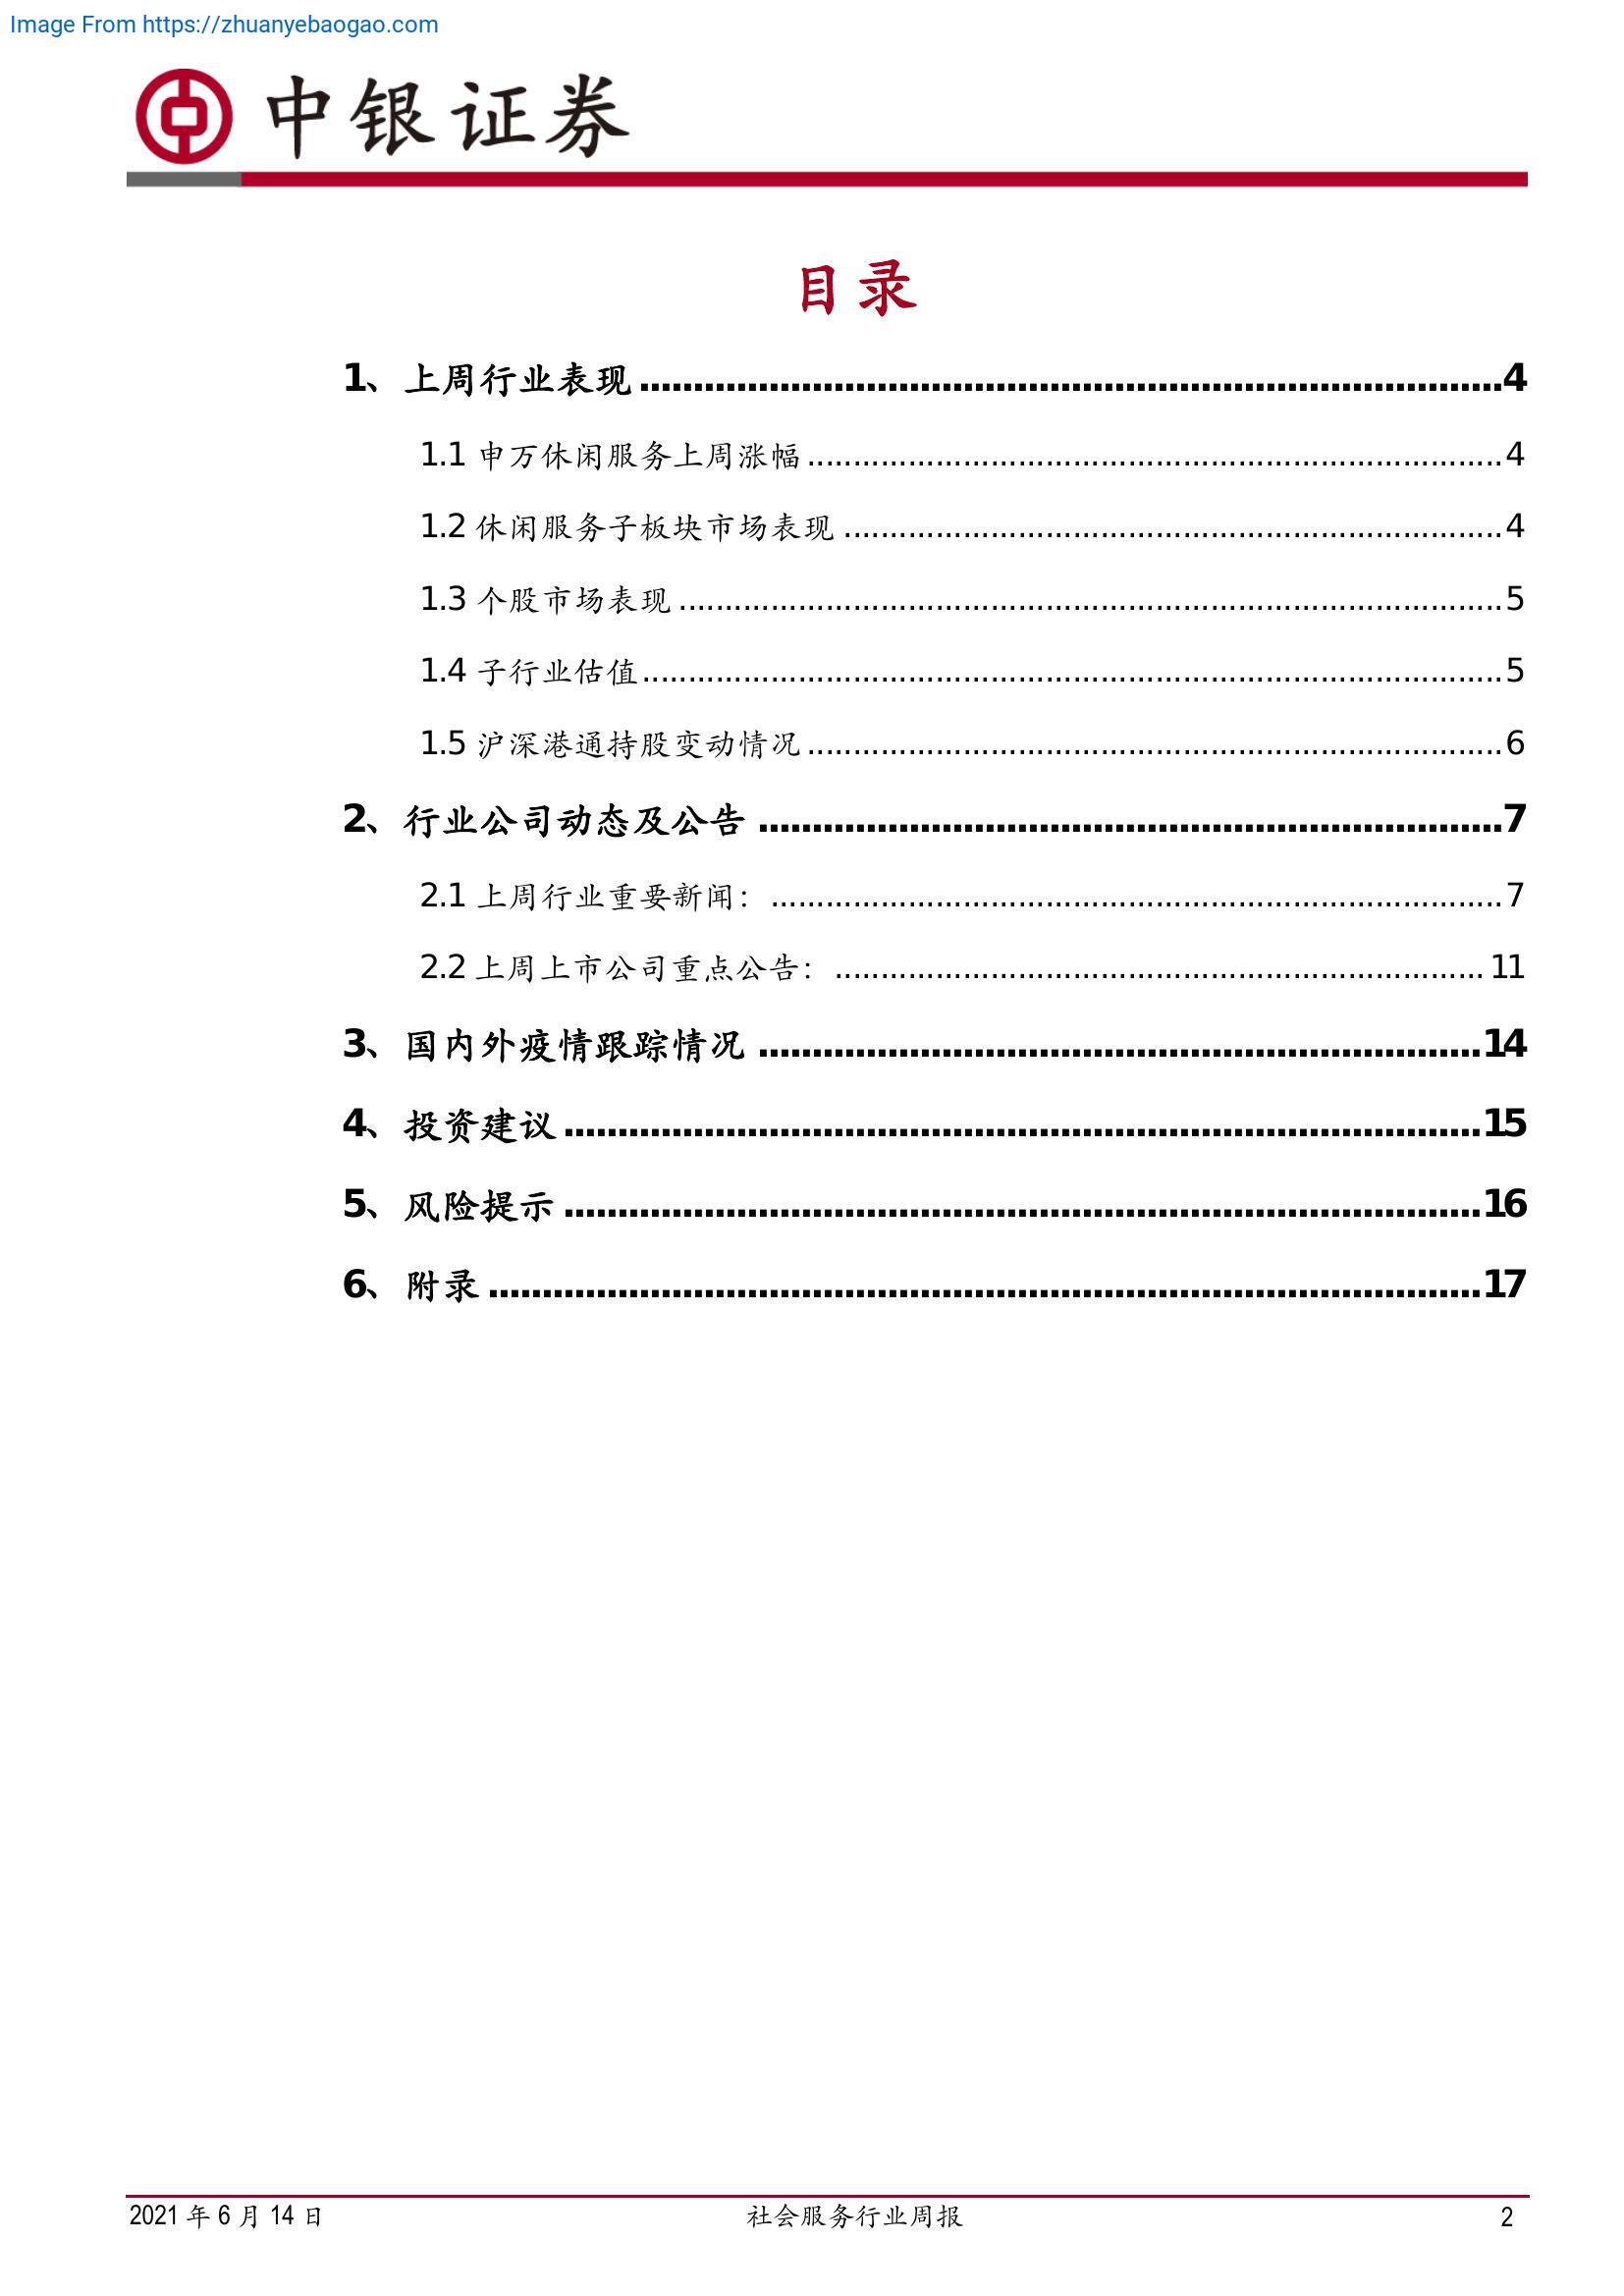 Image From https://zhuanyebaogao.com
中银证券
目录
1、上周行业表现..........4
1.1 申万休闲服务上周涨幅..........4
1.2 休闲服务子板块市场表现..........4
1.3 个股市场表现..........5
1.4 子行业估值..........5
1.5 沪深港通持股变动情况..........6
2、行业公司动态及公告..........7
2.1 上周行业重要新闻：..........7
2.2 上周上市公司重点公告：..........11
3、国内外疫情跟踪情况..........14
4、投资建议..........15
5、风险提示..........16
6、附录..........17
2021 年 6 月 14 日 社会服务行业周报 2